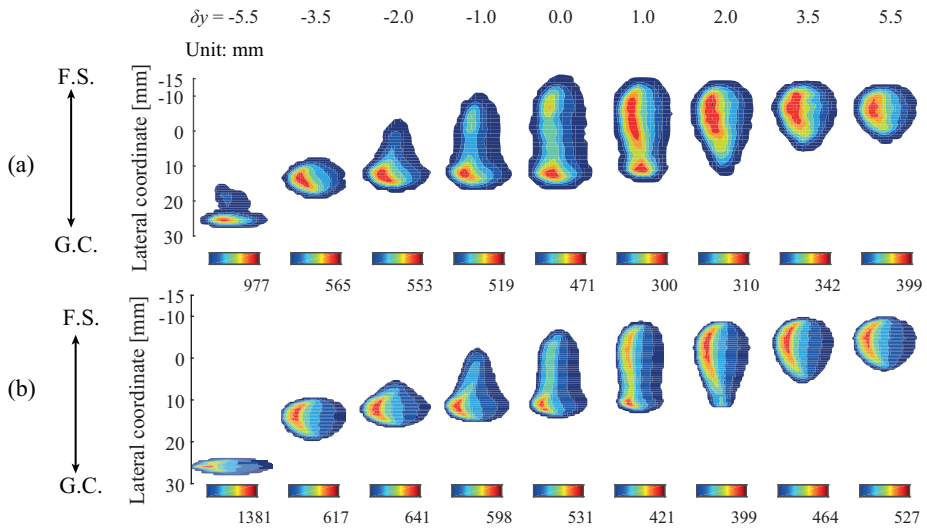 δy = -5.5 -3.5 -2.0 -1.0 0.0 1.0 2.0 3.5 5.5
Unit: mm
F.S.
(a)
G.C.
Lateral coordinate [mm]
-15
-10
0
10
20
30
977 565 553 519 471 300 310 342 399
F.S.
(b)
G.C.
Lateral coordinate [mm]
-15
-10
0
10
20
30
1381 617 641 598 531 421 399 464 527